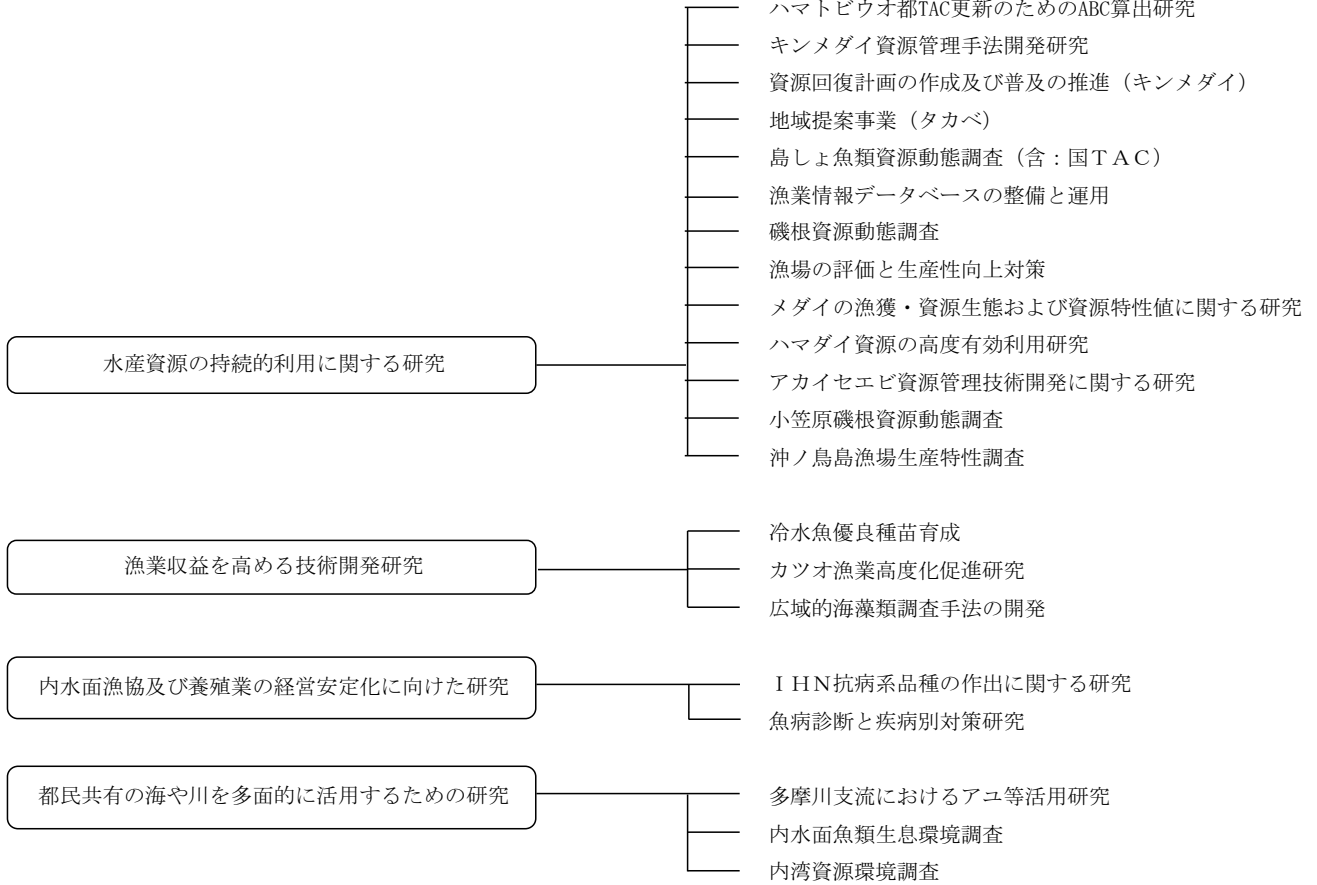 ハマトビウオ都TAC更新のためのABC算出研究
キンメダイ資源管理手法開発研究
資源回復計画の作成及び普及の推進（キンメダイ）
地域提案事業（タカベ）
島しょ魚類資源動態調査（含：国ＴＡＣ）
漁業情報データベースの整備と運用
磯根資源動態調査
漁場の評価と生産性向上対策
メダイの漁獲・資源生態および資源特性値に関する研究
水産資源の持続的利用に関する研究
ハマダイ資源の高度有効利用研究
アカイセエビ資源管理技術開発に関する研究
小笠原磯根資源動態調査
沖ノ鳥島漁場生産特性調査
漁業収益を高める技術開発研究
冷水魚優良種苗育成
カツオ漁業高度化促進研究
広域的海藻類調査手法の開発
内水面漁協及び養殖業の経営安定化に向けた研究
ＩＨＮ抗病系品種の作出に関する研究
魚病診断と疾病別対策研究
都民共有の海や川を多面的に活用するための研究
多摩川支流におけるアユ等活用研究
内水面魚類生息環境調査
内湾資源環境調査